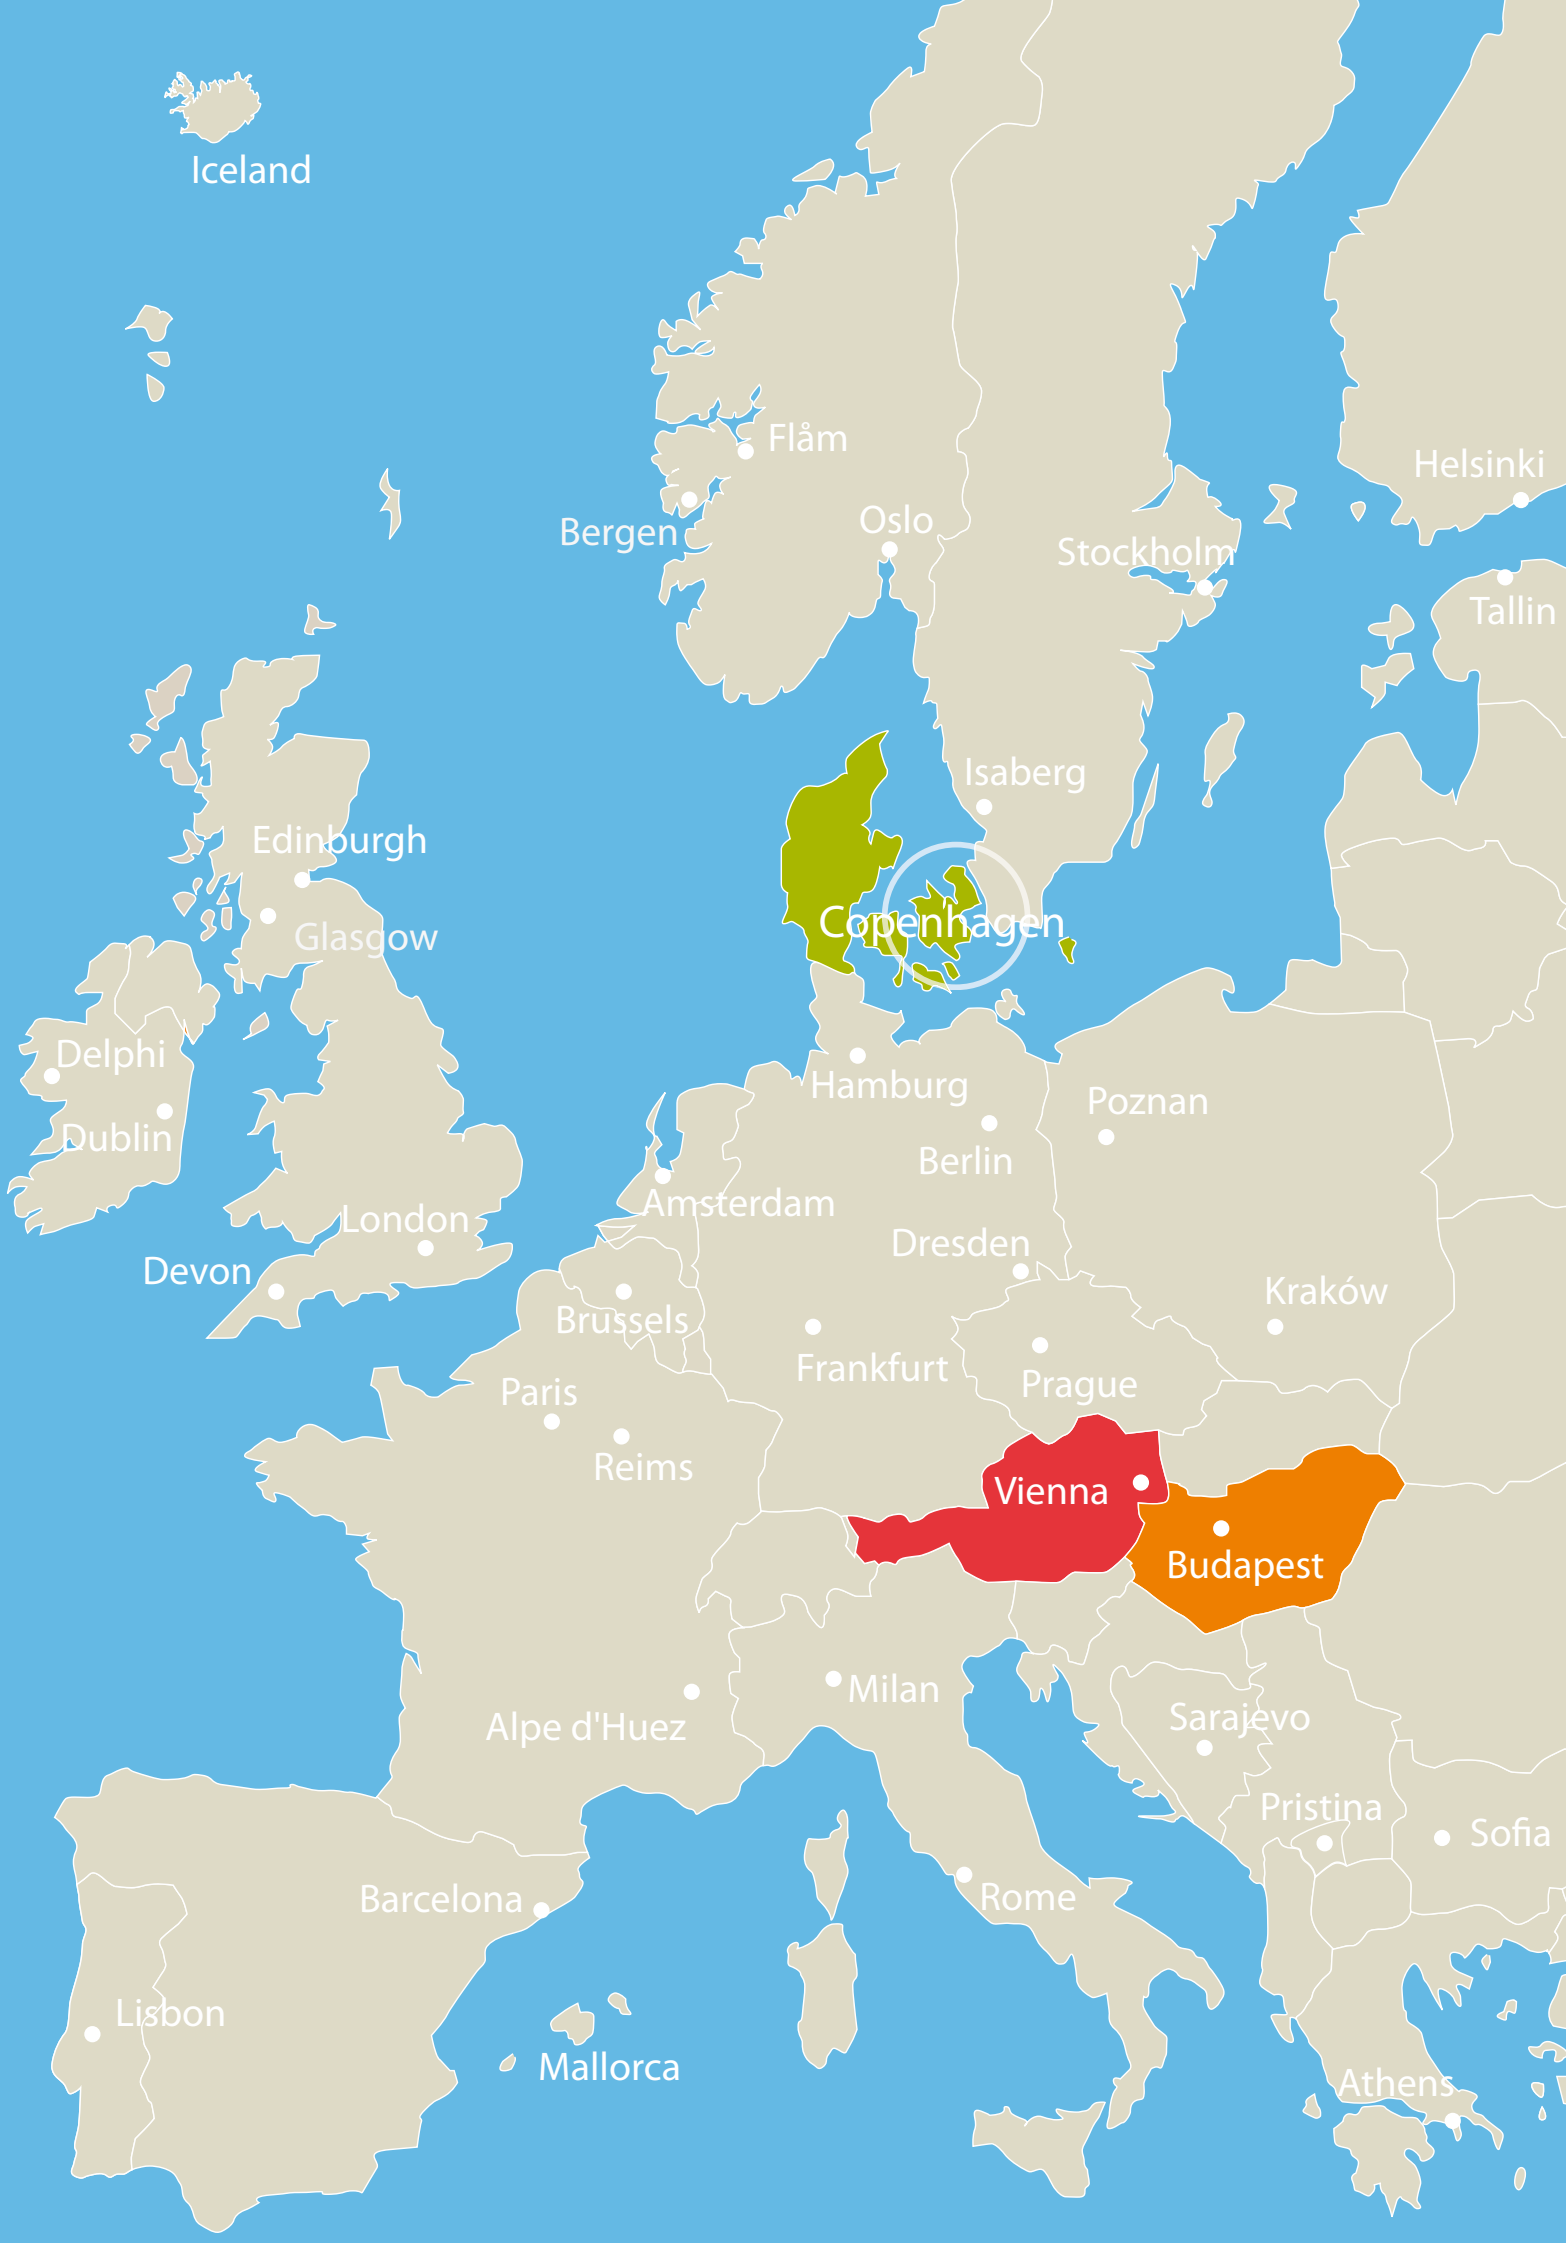 Iceland
Flåm
Helsinki
Bergen
Oslo
Stockholm
Tallin
Isaberg
Edinburgh
Glasgow
Copenhagen
Delphi
Hamburg
Poznan
Dublin
Berlin
Amsterdam
London
Dresden
Devon
Kraków
Brussels
Frankfurt
Prague
Paris
Reims
Vienna
Budapest
Milan
Sarajevo
Alpe d'Huez
Pristina
Sofia
Barcelona
Rome
Lisbon
Mallorca
Athens